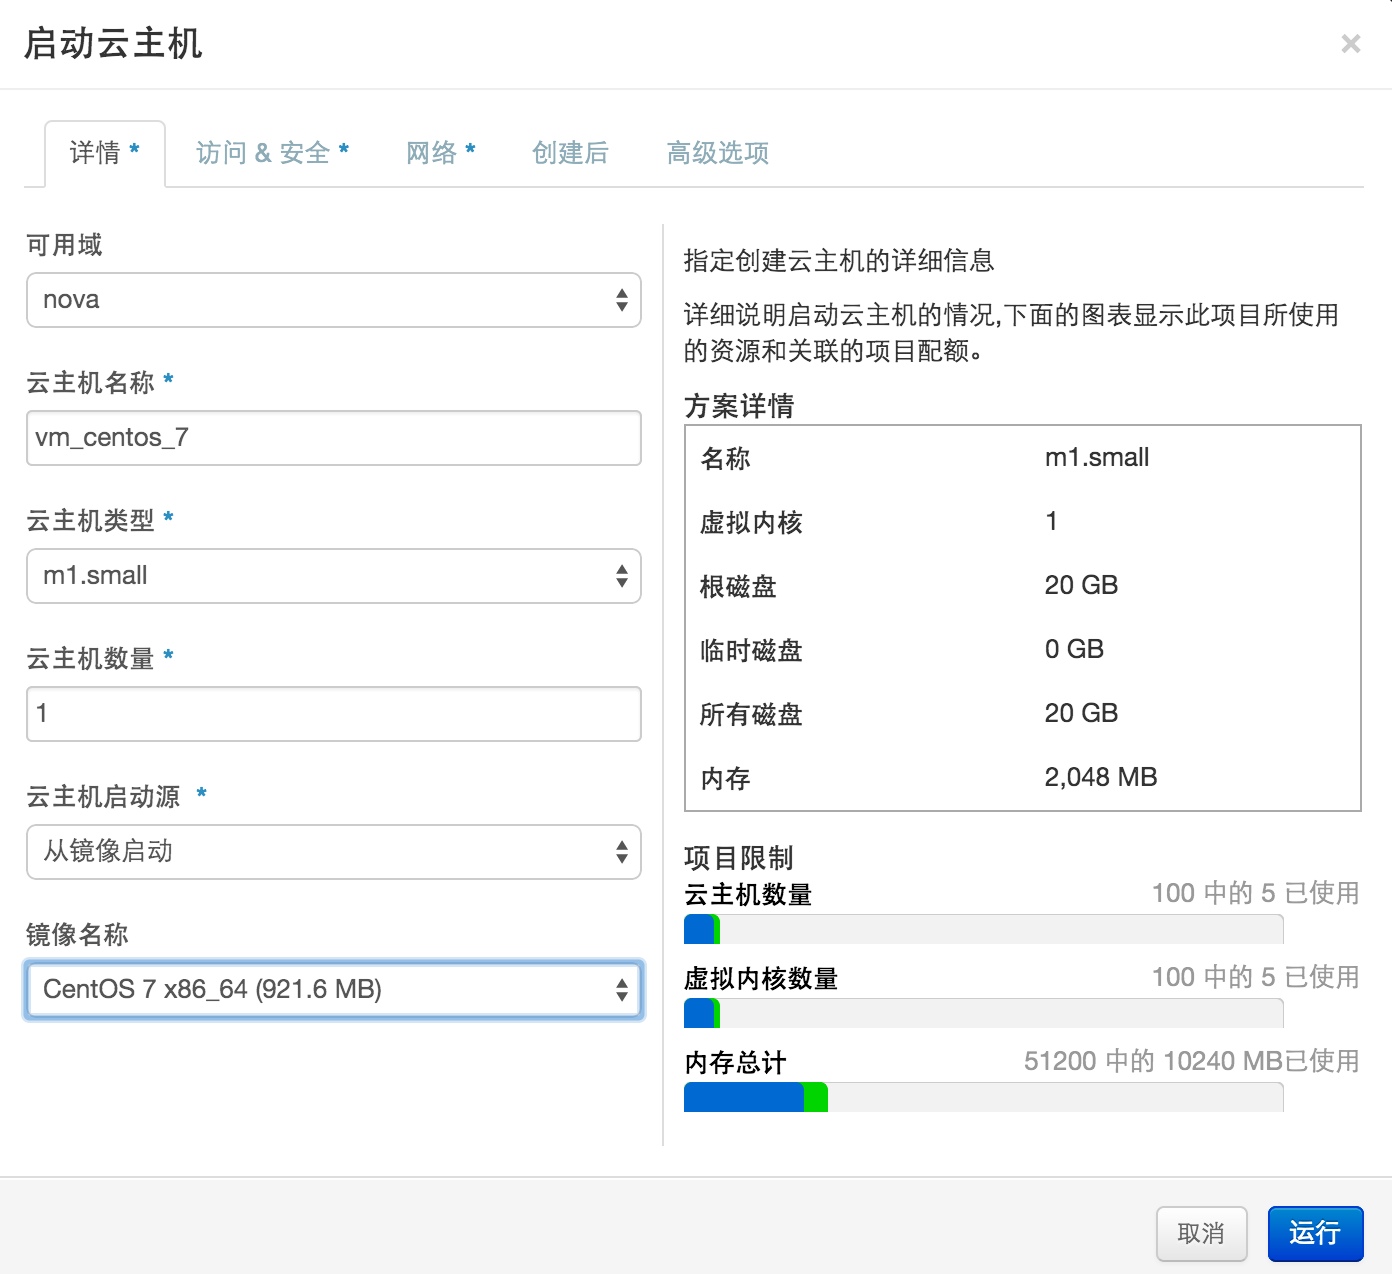 启动云主机
×
详情 *
访问 & 安全 *
网络 *
创建后
高级选项
可用域
nova
云主机名称 *
vm_centos_7
云主机类型 *
m1.small
云主机数量 *
1
云主机启动源 *
从镜像启动
镜像名称
CentOS 7 x86_64 (921.6 MB)
指定创建云主机的详细信息
详细说明启动云主机的情况,下面的图表显示此项目所使用
的资源和关联的项目配额。
方案详情
名称 m1.small
虚拟内核 1
根磁盘 20 GB
临时磁盘 0 GB
所有磁盘 20 GB
内存 2,048 MB
项目限制
云主机数量 100 中的 5 已使用
虚拟内核数量 100 中的 5 已使用
内存总计 51200 中的 10240 MB已使用
取消
运行